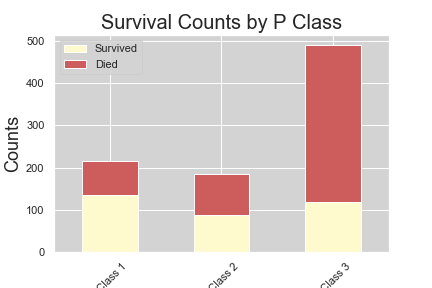 Survival Counts by P Class
Survived
Died
Counts
500
400
300
200
100
0
Class 1
Class 2
Class 3